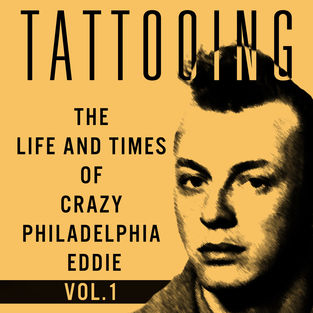 TATTOOING
THE
LIFE AND TIMES
OF
CRAZY
PHILADELPHIA
EDDIE
VOL.1